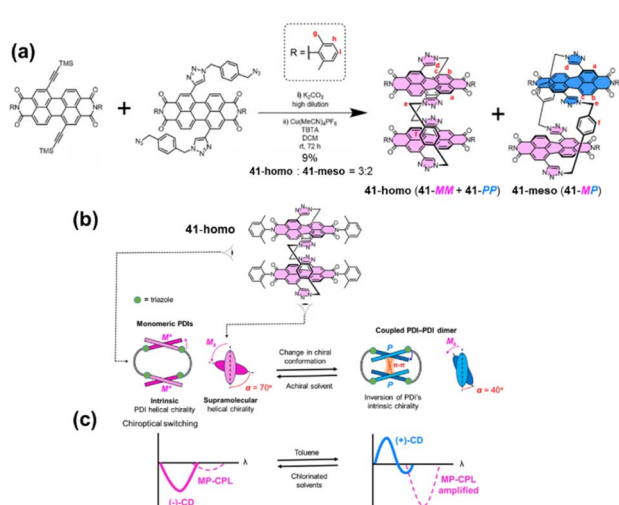 (a)
TMS
TMS
RN
NR
+
N₃
N₃
R =
g
h
i
i) K₂CO₃
high dilution
ii) Cu(MeCN)₄PF₆
TBTA
DCM
rt, 72 h
9%
41-homo : 41-meso = 3:2
+
41-homo (41-MM + 41-PP)
41-meso (41-MP)
(b)
41-homo
= triazole
Monomeric PDIs
α = 70°
Intrinsic
PDI helical chirality
Supramolecular
helical chirality
Change in chiral
conformation
Achiral solvent
Coupled PDI–PDI dimer
P
π-π
P
α = 40°
Inversion of PDI's
intrinsic chirality
(c)
Chiroptical switching
λ
MP-CPL
(-)-CD
Toluene
Chlorinated
solvents
(+)-CD
λ
MP-CPL
amplified